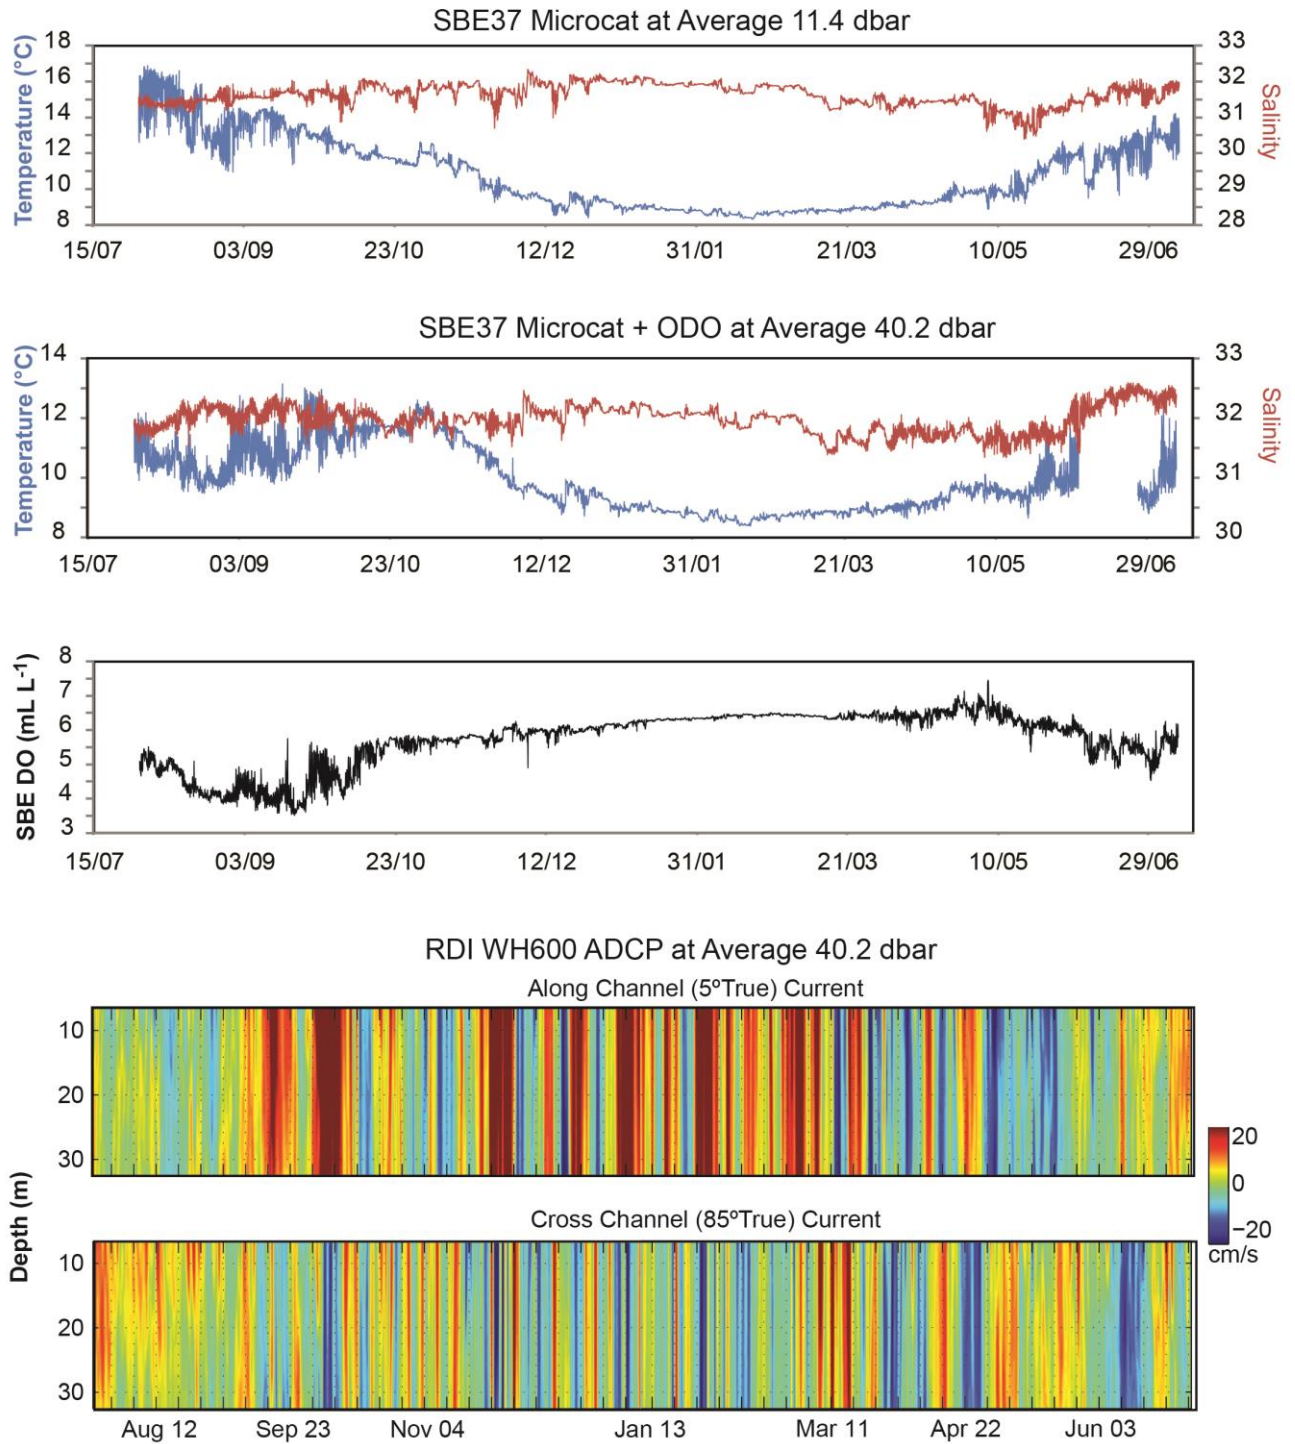 SBE37 Microcat at Average 11.4 dbar
Temperature (°C)
18
16
14
12
10
8
33
32
31
30
29
28
Salinity
15/07 03/09 23/10 12/12 31/01 21/03 10/05 29/06
SBE37 Microcat + ODO at Average 40.2 dbar
Temperature (°C)
14
12
10
8
33
32
31
30
Salinity
15/07 03/09 23/10 12/12 31/01 21/03 10/05 29/06
SBE DO (mL L-1)
8
7
6
5
4
3
15/07 03/09 23/10 12/12 31/01 21/03 10/05 29/06
RDI WH600 ADCP at Average 40.2 dbar
Along Channel (5ºTrue) Current
10
20
30
Depth (m)
20
0
−20
cm/s
Cross Channel (85ºTrue) Current
10
20
30
Aug 12 Sep 23 Nov 04 Jan 13 Mar 11 Apr 22 Jun 03